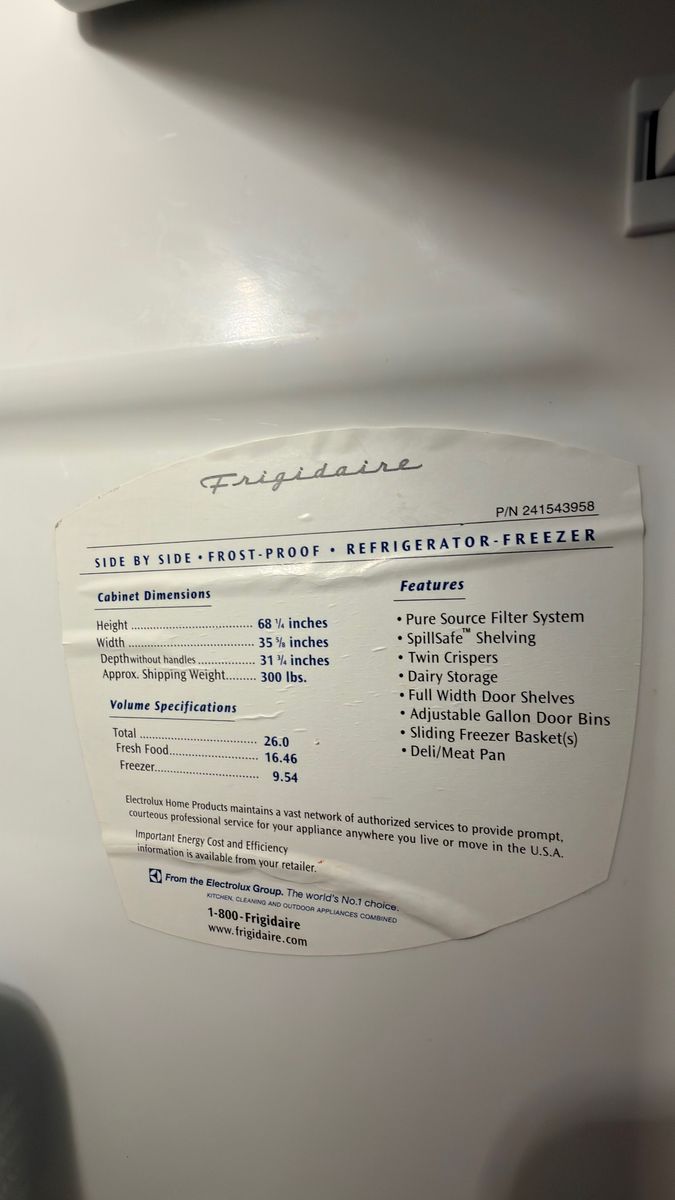 Frigidaire
P/N 241543958
SIDE BY SIDE • FROST-PROOF • REFRIGERATOR-FREEZER
Cabinet Dimensions
Height .............................. 68 1/4 inches
Width ............................... 35 5/8 inches
Depth without handles .............. 31 3/4 inches
Approx. Shipping Weight........ 300 lbs.
Volume Specifications
Total .............................. 26.0
Fresh Food....................... 16.46
Freezer........................... 9.54
Features
• Pure Source Filter System
• SpillSafe™ Shelving
• Twin Crispers
• Dairy Storage
• Full Width Door Shelves
• Adjustable Gallon Door Bins
• Sliding Freezer Basket(s)
• Deli/Meat Pan
Electrolux Home Products maintains a vast network of authorized services to provide prompt,
courteous professional service for your appliance anywhere you live or move in the U.S.A.
Important Energy Cost and Efficiency
information is available from your retailer.
From the Electrolux Group. The world's No.1 choice.
KITCHEN, CLEANING AND OUTDOOR APPLIANCES COMBINED
1-800-Frigidaire
www.frigidaire.com